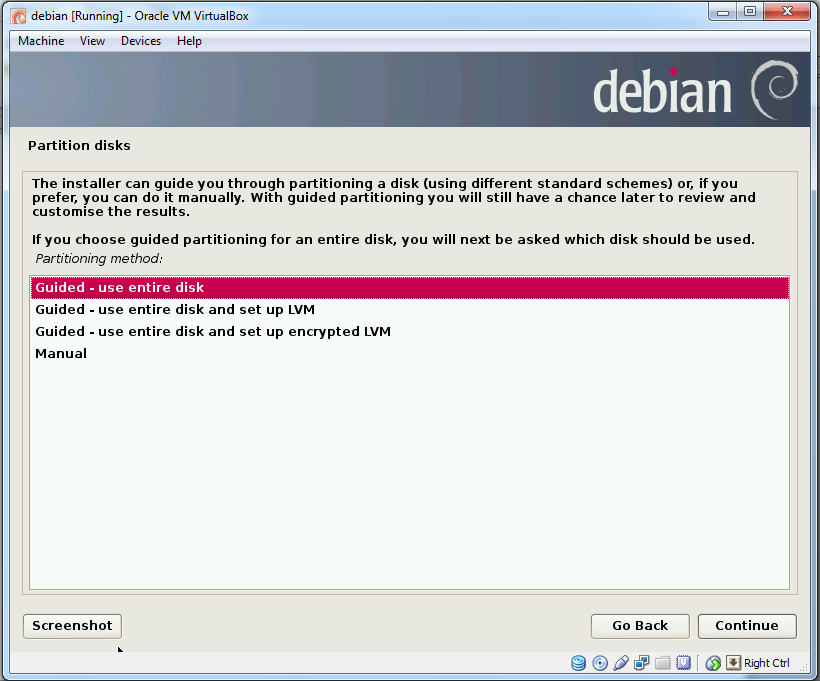 debian [Running] - Oracle VM VirtualBox
Machine View Devices Help
debian
Partition disks
The installer can guide you through partitioning a disk (using different standard schemes) or, if you
prefer, you can do it manually. With guided partitioning you will still have a chance later to review and
customise the results.
If you choose guided partitioning for an entire disk, you will next be asked which disk should be used.
Partitioning method:
Guided - use entire disk
Guided - use entire disk and set up LVM
Guided - use entire disk and set up encrypted LVM
Manual
Screenshot Go Back Continue
Right Ctrl